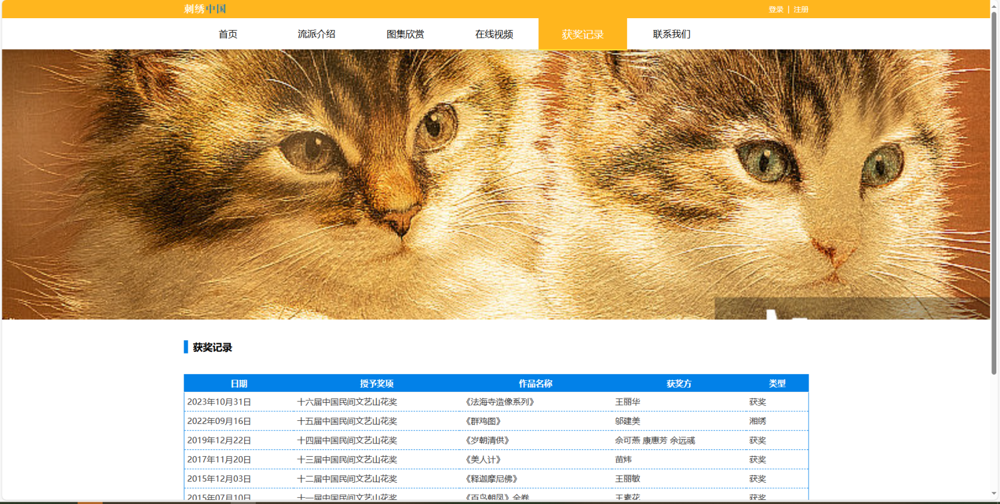 刺绣中国 登录 | 注册
首页 流派介绍 图集欣赏 在线视频 获奖记录 联系我们
获奖记录
日期 授予奖项 作品名称 获奖方 类型
2023年10月31日 十六届中国民间文艺山花奖 《法海寺造像系列》 王丽华 获奖
2022年09月16日 十五届中国民间文艺山花奖 《群鸡图》 邬建美 湘绣
2019年12月22日 十四届中国民间文艺山花奖 《岁朝清供》 佘可燕 康惠芳 余远彧 获奖
2017年11月20日 十三届中国民间文艺山花奖 《美人计》 苗炜 获奖
2015年12月03日 十二届中国民间文艺山花奖 《释迦摩尼佛》 王丽敏 获奖
2015年07月10日 十一届中国民间文艺山花奖 《百鸟朝凤》全卷 王素花 获奖